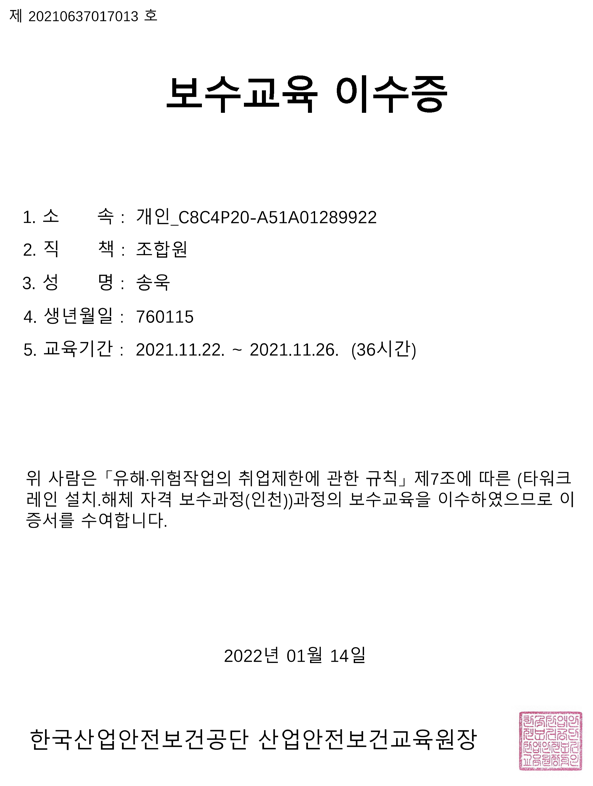 제 20210637017013 호
보수교육 이수증
1. 소 속 : 개인_C8C4P20-A51A01289922
2. 직 책 : 조합원
3. 성 명 : 송욱
4. 생년월일 : 760115
5. 교육기간 : 2021.11.22. ~ 2021.11.26. (36시간)
위 사람은 「유해·위험작업의 취업제한에 관한 규칙」 제7조에 따른 (타워크
레인 설치.해체 자격 보수과정(인천))과정의 보수교육을 이수하였으므로 이
증서를 수여합니다.
2022년 01월 14일
한국산업안전보건공단 산업안전보건교육원장